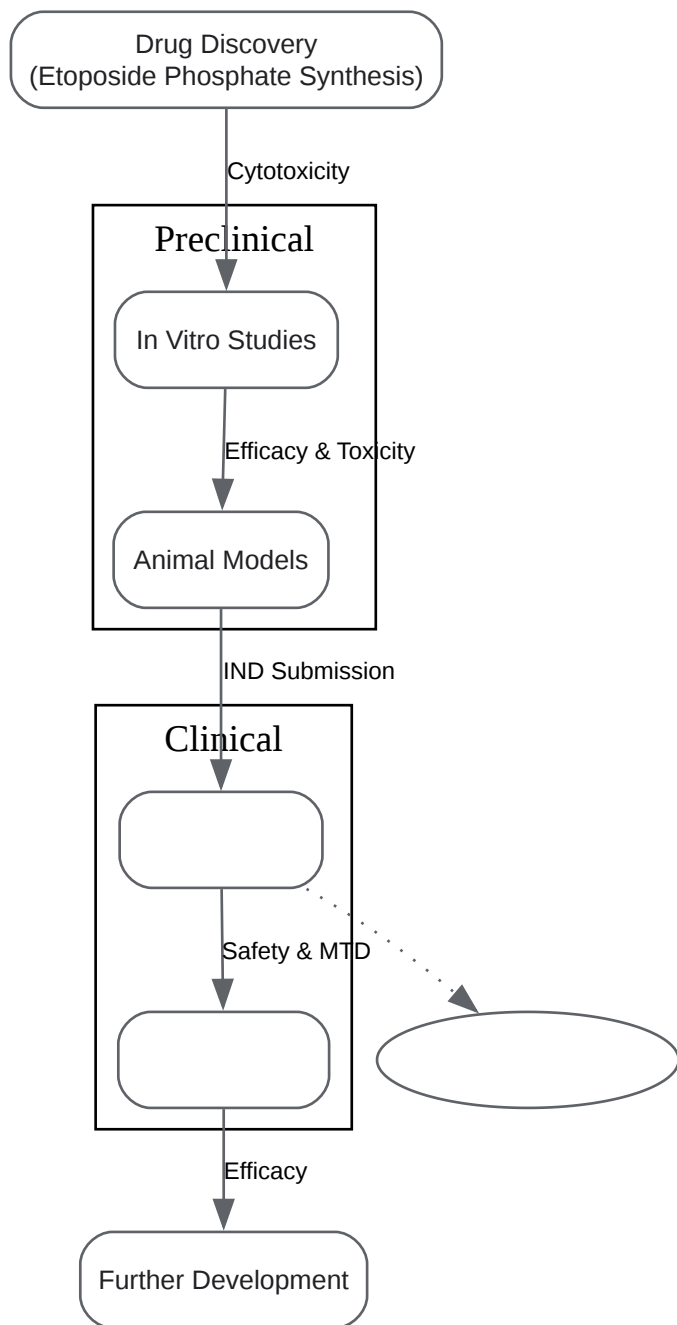 Drug Discovery
(Etoposide Phosphate Synthesis)
Cytotoxicity
Preclinical
In Vitro Studies
Efficacy & Toxicity
Animal Models
IND Submission
Clinical
Safety & MTD
Efficacy
Further Development